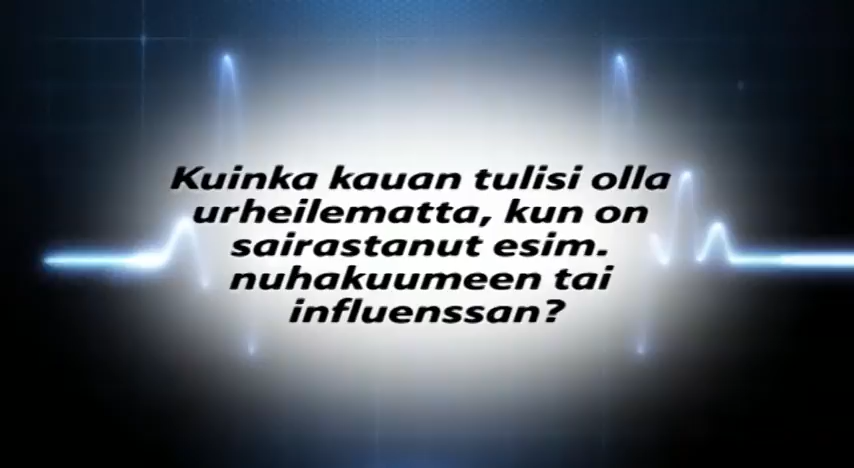 Kuinka kauan tulisi olla
urheilematta, kun on
sairastanut esim.
nuhakuumeen tai
influenssan?